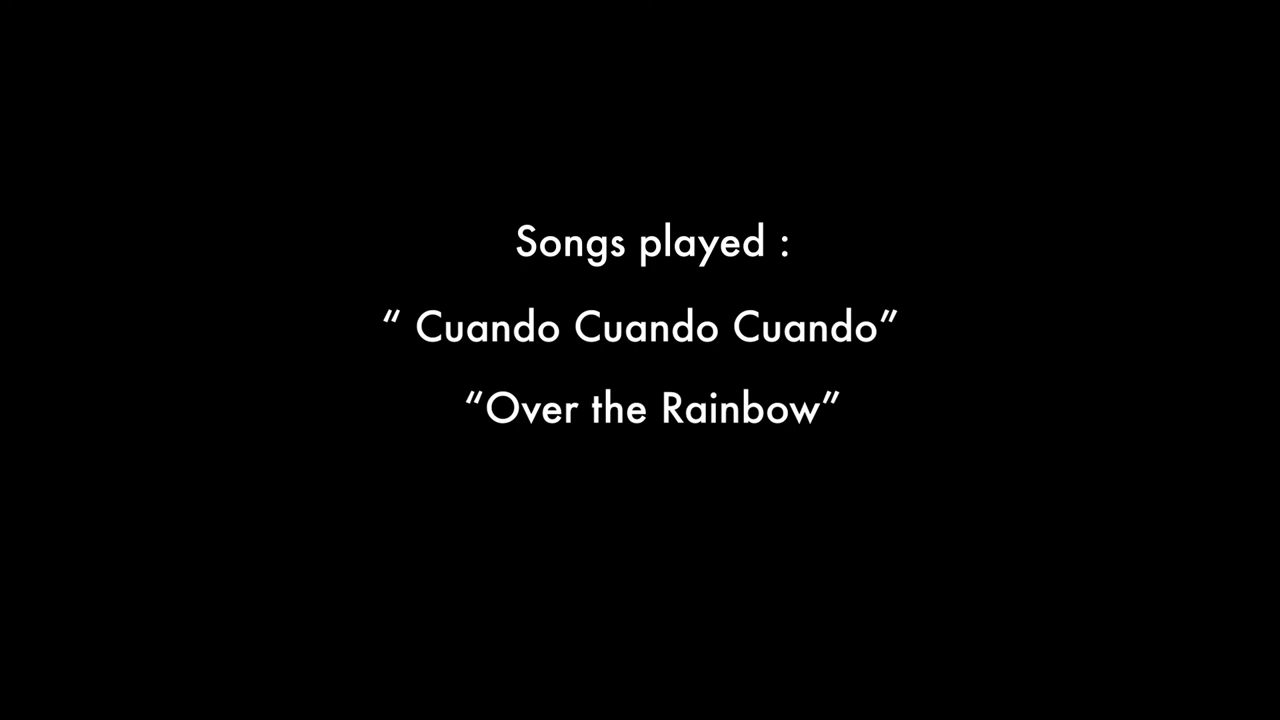 Songs played :
“ Cuando Cuando Cuando”
“Over the Rainbow”